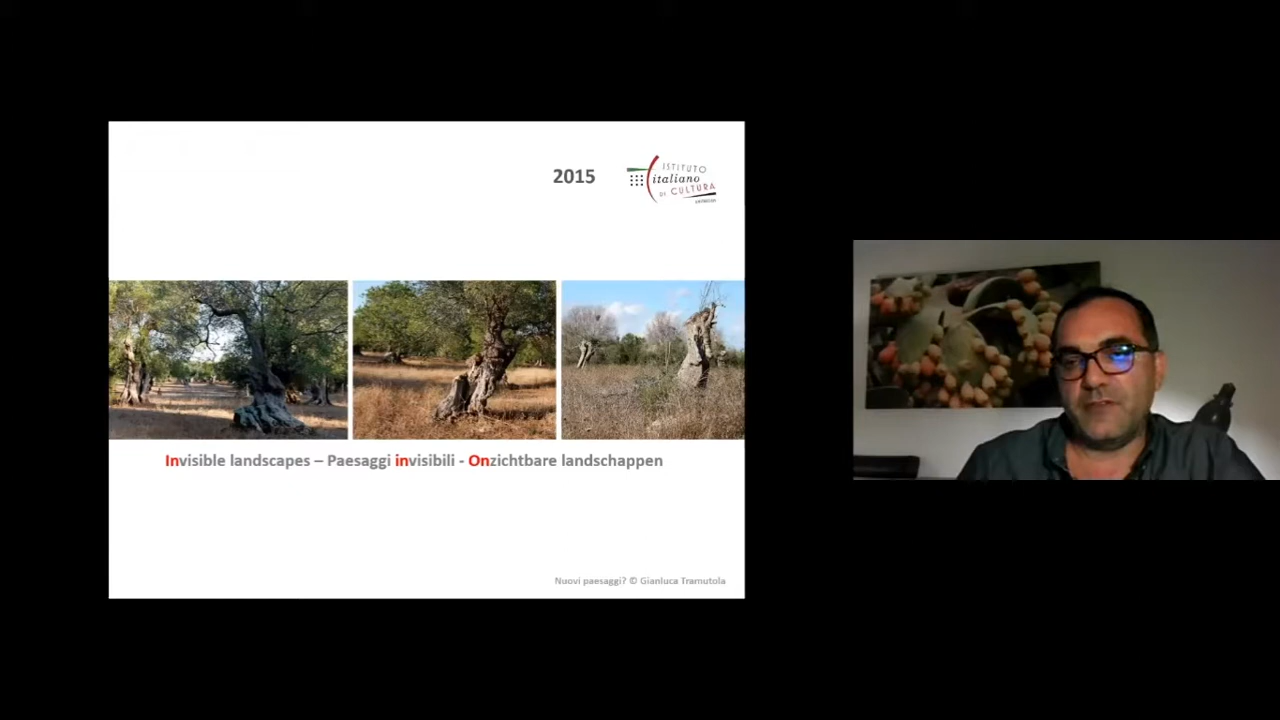 2015
ISTITUTO
italiano
DI CULTURA
Invisible landscapes – Paesaggi invisibili - Onzichtbare landschappen
Nuovi paesaggi? © Gianluca Tramutola